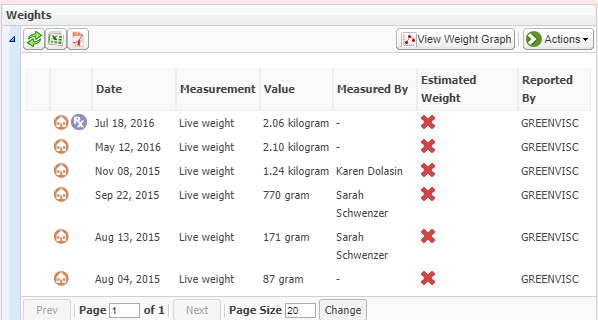 Weights
View Weight Graph Actions
Date Measurement Value Measured By Estimated Weight Reported By
Rx Jul 18, 2016 Live weight 2.06 kilogram - GREENVISC
May 12, 2016 Live weight 2.10 kilogram - GREENVISC
Nov 08, 2015 Live weight 1.24 kilogram Karen Dolasin GREENVISC
Sep 22, 2015 Live weight 770 gram Sarah Schwenzer GREENVISC
Aug 13, 2015 Live weight 171 gram Sarah Schwenzer GREENVISC
Aug 04, 2015 Live weight 87 gram - GREENVISC
Prev Page 1 of 1 Next Page Size 20 Change